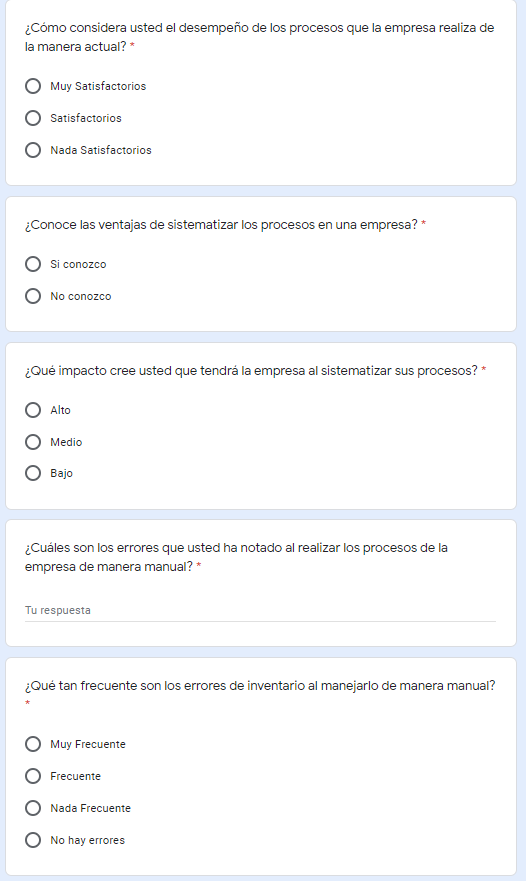 ¿Cómo considera usted el desempeño de los procesos que la empresa realiza de
la manera actual? *
Muy Satisfactorios
Satisfactorios
Nada Satisfactorios
¿Conoce las ventajas de sistematizar los procesos en una empresa? *
Si conozco
No conozco
¿Qué impacto cree usted que tendrá la empresa al sistematizar sus procesos? *
Alto
Medio
Bajo
¿Cuáles son los errores que usted ha notado al realizar los procesos de la
empresa de manera manual? *
Tu respuesta
¿Qué tan frecuente son los errores de inventario al manejarlo de manera manual?
*
Muy Frecuente
Frecuente
Nada Frecuente
No hay errores